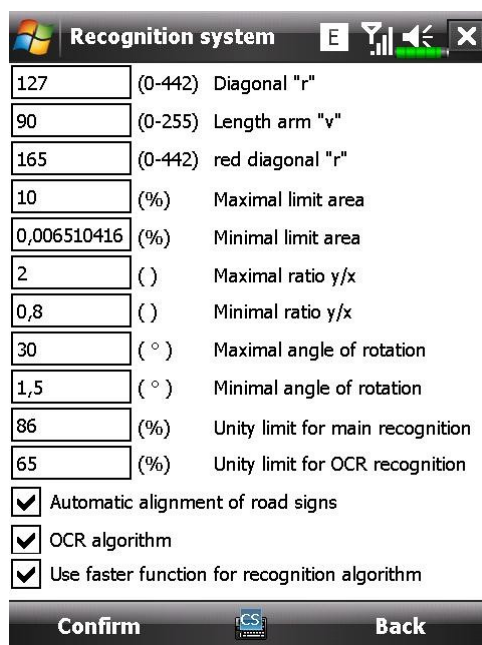 Recognition system E
127 (0-442) Diagonal "r"
90 (0-255) Length arm "v"
165 (0-442) red diagonal "r"
10 (%) Maximal limit area
0,006510416 (%) Minimal limit area
2 ( ) Maximal ratio y/x
0,8 ( ) Minimal ratio y/x
30 ( ° ) Maximal angle of rotation
1,5 ( ° ) Minimal angle of rotation
86 (%) Unity limit for main recognition
65 (%) Unity limit for OCR recognition
Automatic alignment of road signs
OCR algorithm
Use faster function for recognition algorithm
Confirm CS Back